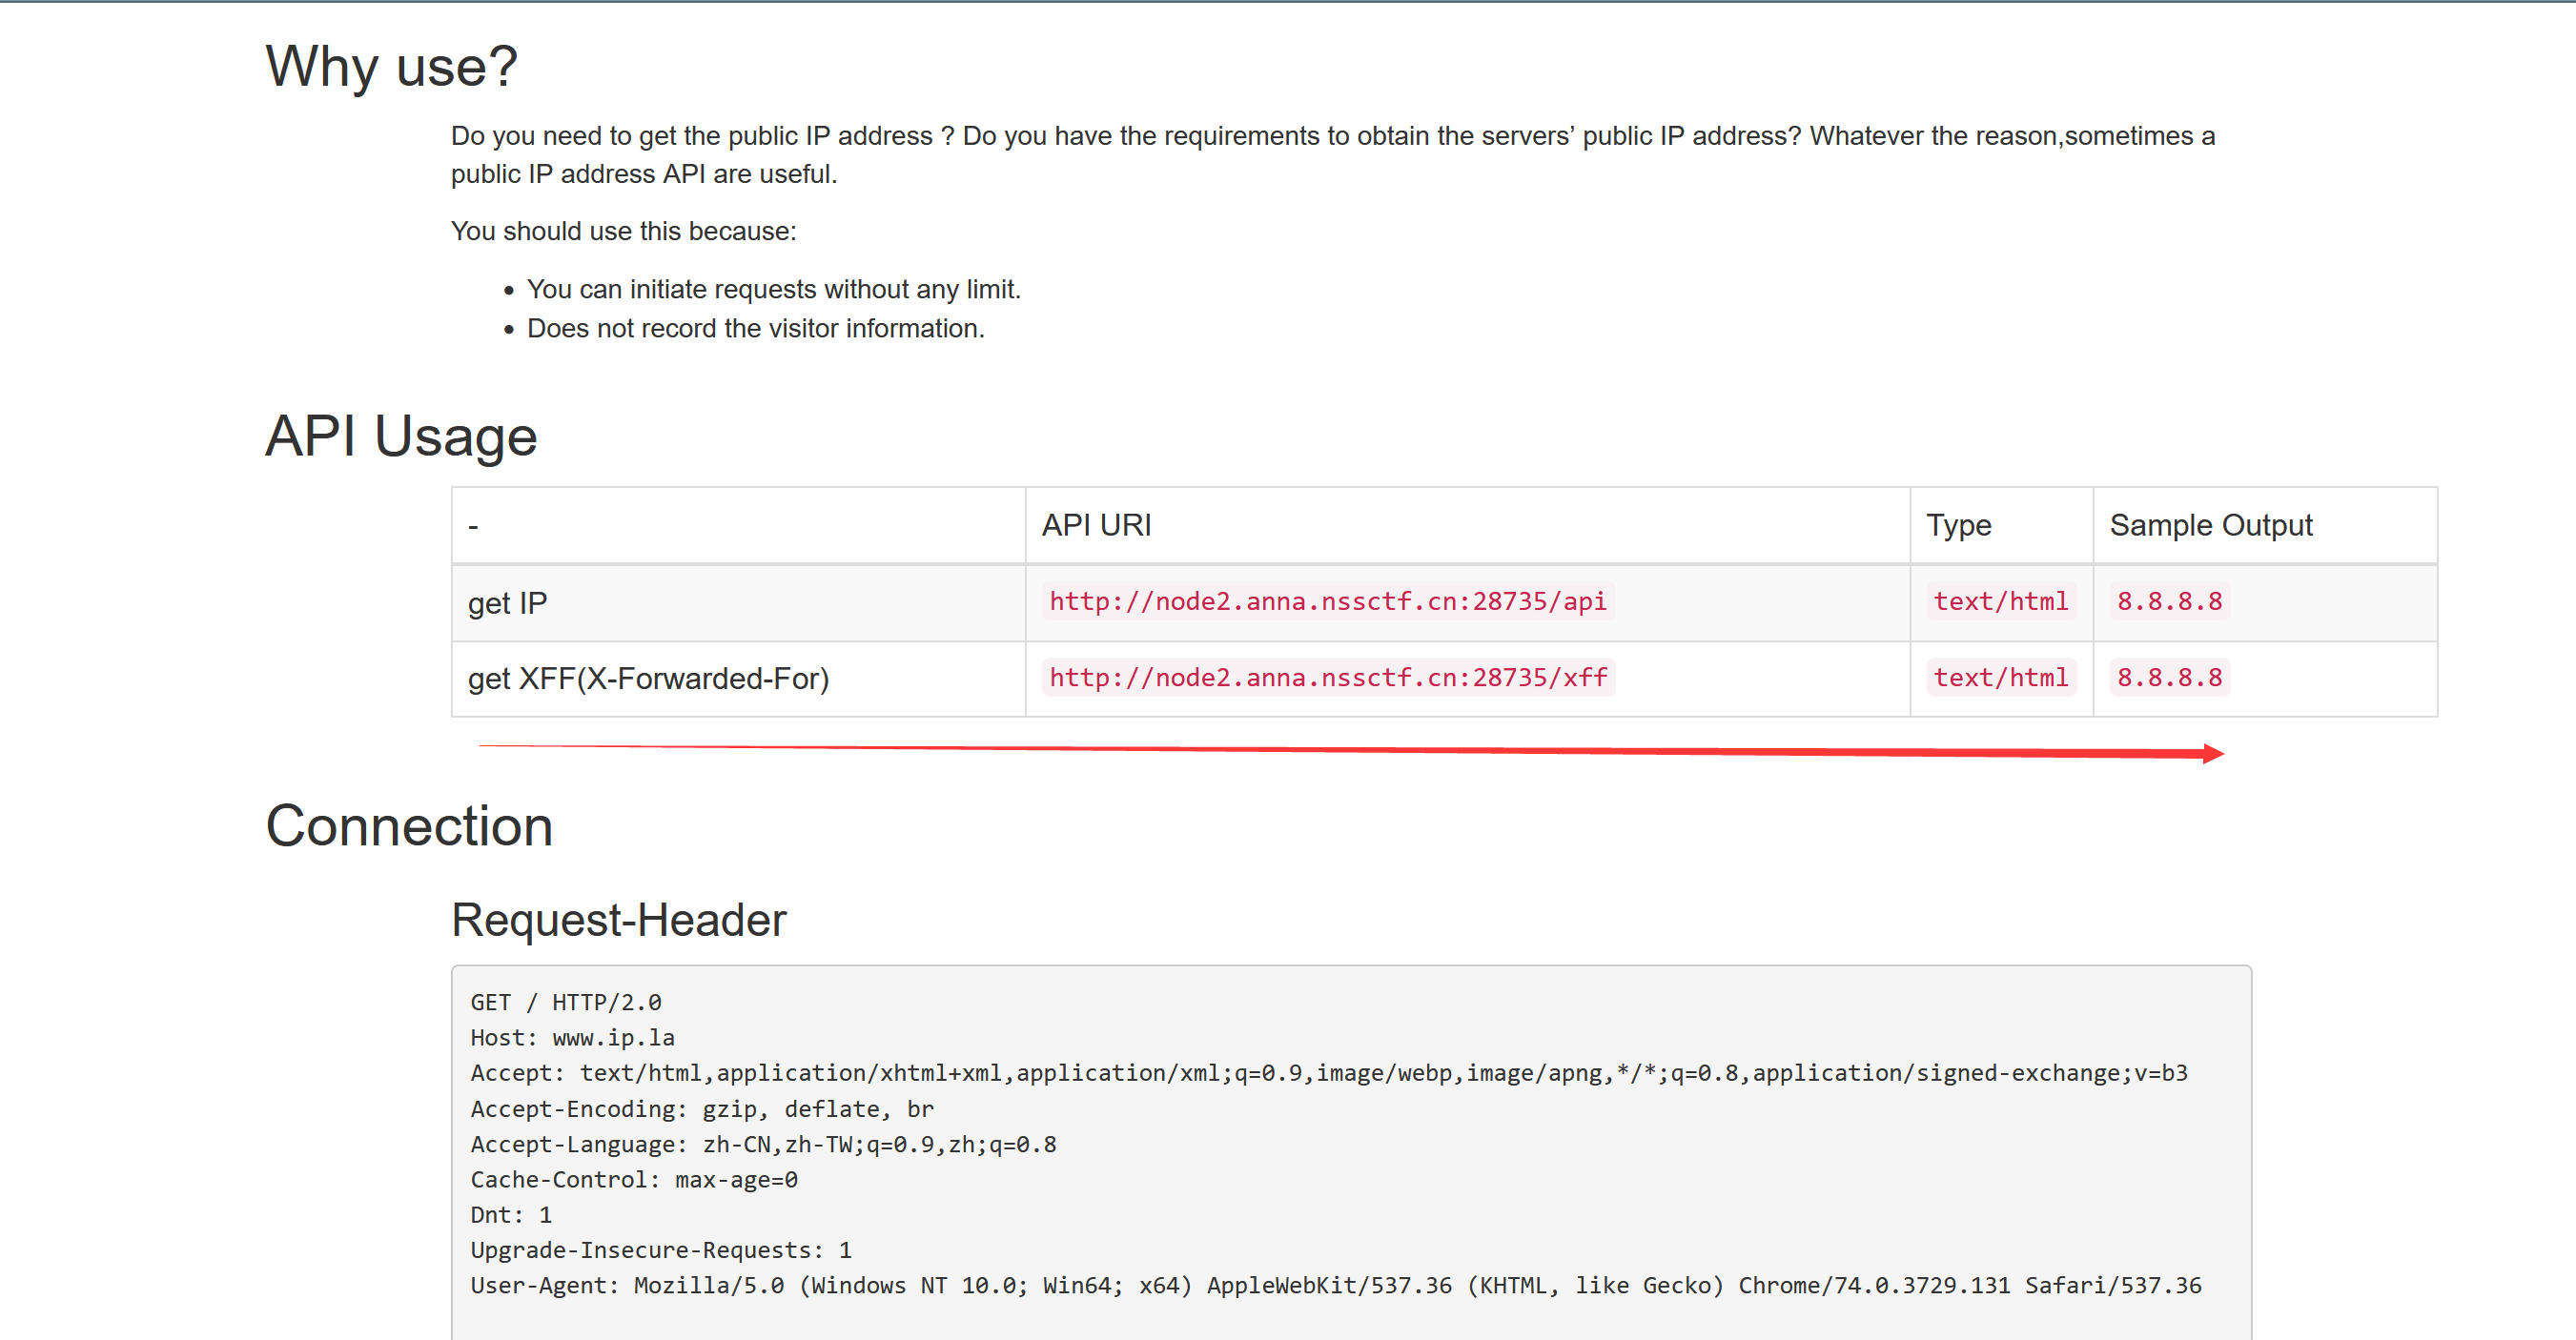 Why use?
Do you need to get the public IP address ? Do you have the requirements to obtain the servers’ public IP address? Whatever the reason,sometimes a
public IP address API are useful.
You should use this because:
• You can initiate requests without any limit.
• Does not record the visitor information.
API Usage
- API URI Type Sample Output
get IP http://node2.anna.nssctf.cn:28735/api text/html 8.8.8.8
get XFF(X-Forwarded-For) http://node2.anna.nssctf.cn:28735/xff text/html 8.8.8.8
Connection
Request-Header
GET / HTTP/2.0
Host: www.ip.la
Accept: text/html,application/xhtml+xml,application/xml;q=0.9,image/webp,image/apng,*/*;q=0.8,application/signed-exchange;v=b3
Accept-Encoding: gzip, deflate, br
Accept-Language: zh-CN,zh-TW;q=0.9,zh;q=0.8
Cache-Control: max-age=0
Dnt: 1
Upgrade-Insecure-Requests: 1
User-Agent: Mozilla/5.0 (Windows NT 10.0; Win64; x64) AppleWebKit/537.36 (KHTML, like Gecko) Chrome/74.0.3729.131 Safari/537.36